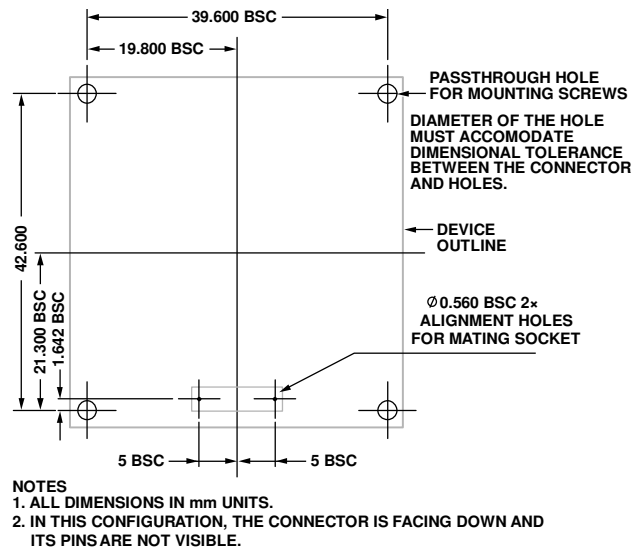 39.600 BSC
19.800 BSC
PASSTHROUGH HOLE
FOR MOUNTING SCREWS
DIAMETER OF THE HOLE
MUST ACCOMODATE
DIMENSIONAL TOLERANCE
BETWEEN THE CONNECTOR
AND HOLES.
42.600
DEVICE
OUTLINE
21.300 BSC
1.642 BSC
Ø0.560 BSC 2×
ALIGNMENT HOLES
FOR MATING SOCKET
5 BSC
5 BSC
NOTES
1. ALL DIMENSIONS IN mm UNITS.
2. IN THIS CONFIGURATION, THE CONNECTOR IS FACING DOWN AND
ITS PINS ARE NOT VISIBLE.